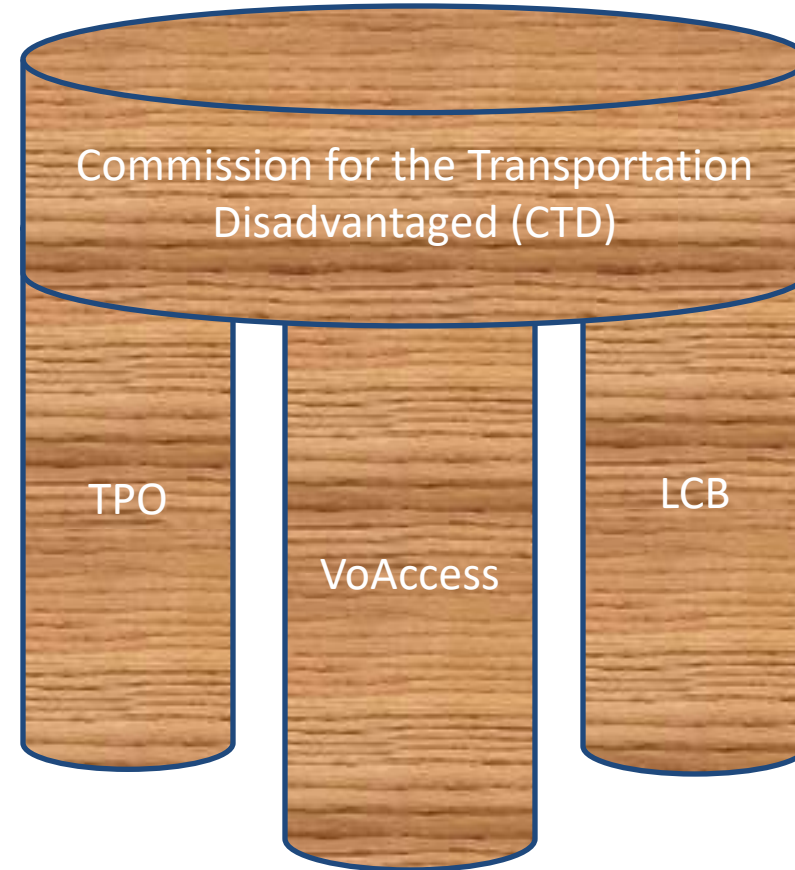 Commission for the Transportation
Disadvantaged (CTD)
TPO
VoAccess
LCB